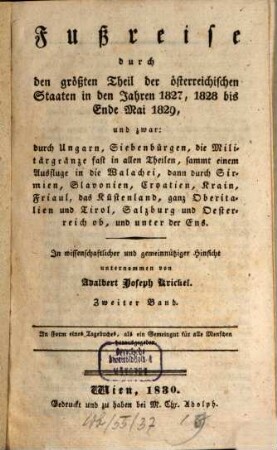 Fußreise
durch
den größten Theil der österreichischen
Staaten in den Jahren 1827, 1828 bis
Ende Mai 1829,
und zwar:
durch Ungarn, Siebenbürgen, die Mili-
tärgränze fast in allen Theilen, sammt einem
Ausfluge in die Walachei, dann durch Sir-
mien, Slavonien, Croatien, Krain,
Friaul, das Küstenland, ganz Oberita-
lien und Tirol, Salzburg und Oester-
reich ob, und unter der Ens.
In wissenschaftlicher und gemeinnütziger Hinsicht
unternommen von
Adalbert Joseph Krickel.
Zweiter Band.
In Form eines Tagebuches, als ein Gemeingut für alle Menschen
herausgegeben.
Wien, 1830.
Gedruckt und zu haben bei M. Chr. Adolph.